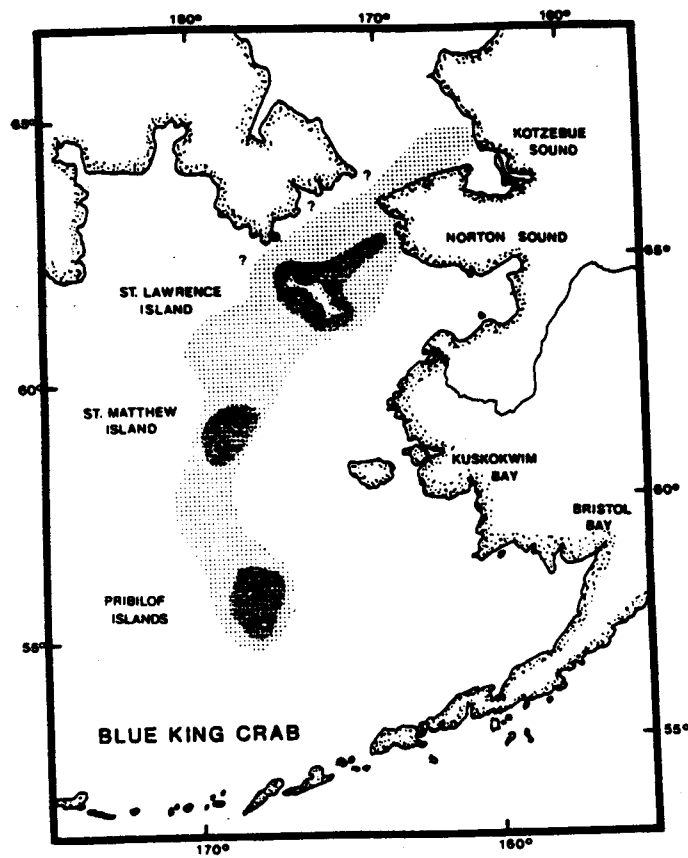 180°
170°
160°
65°
KOTZEBUE
SOUND
?
?
NORTON SOUND
65°
?
ST. LAWRENCE
ISLAND
60°
ST. MATTHEW
ISLAND
KUSKOKWIM
BAY
60°
BRISTOL
BAY
PRIBILOF
ISLANDS
55°
BLUE KING CRAB
55°
170°
160°